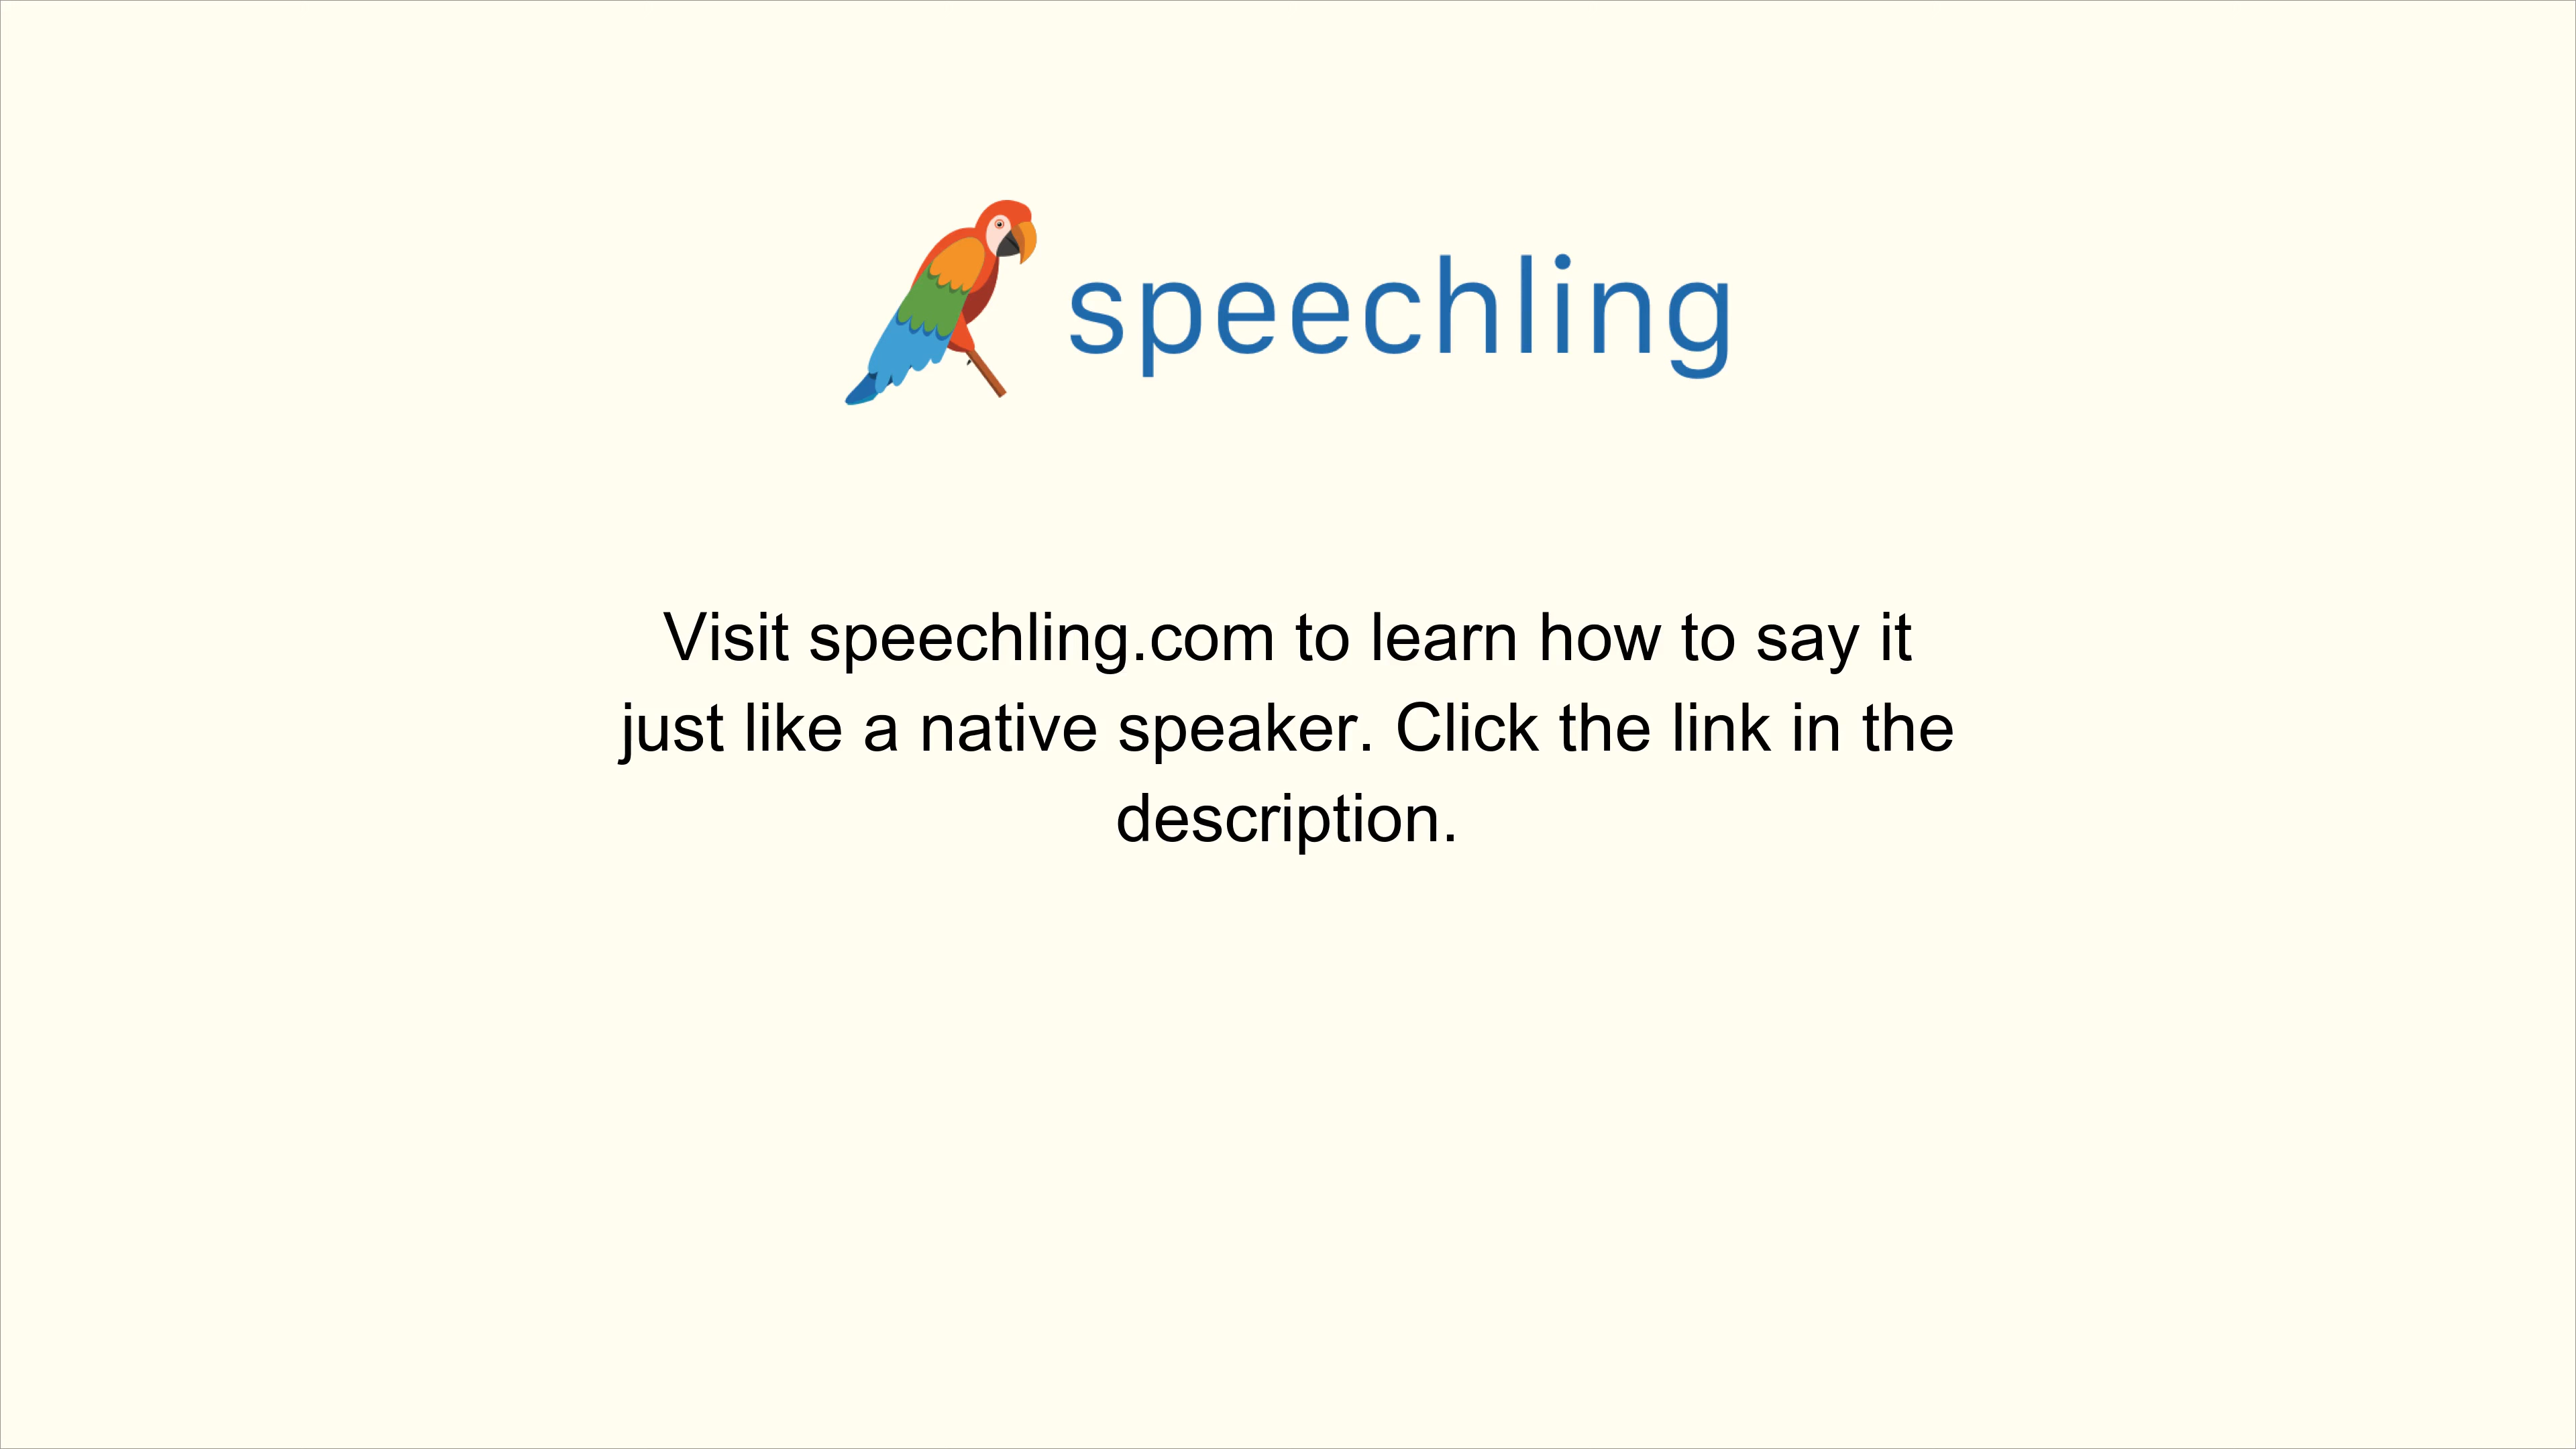 speechling
Visit speechling.com to learn how to say it
just like a native speaker. Click the link in the
description.